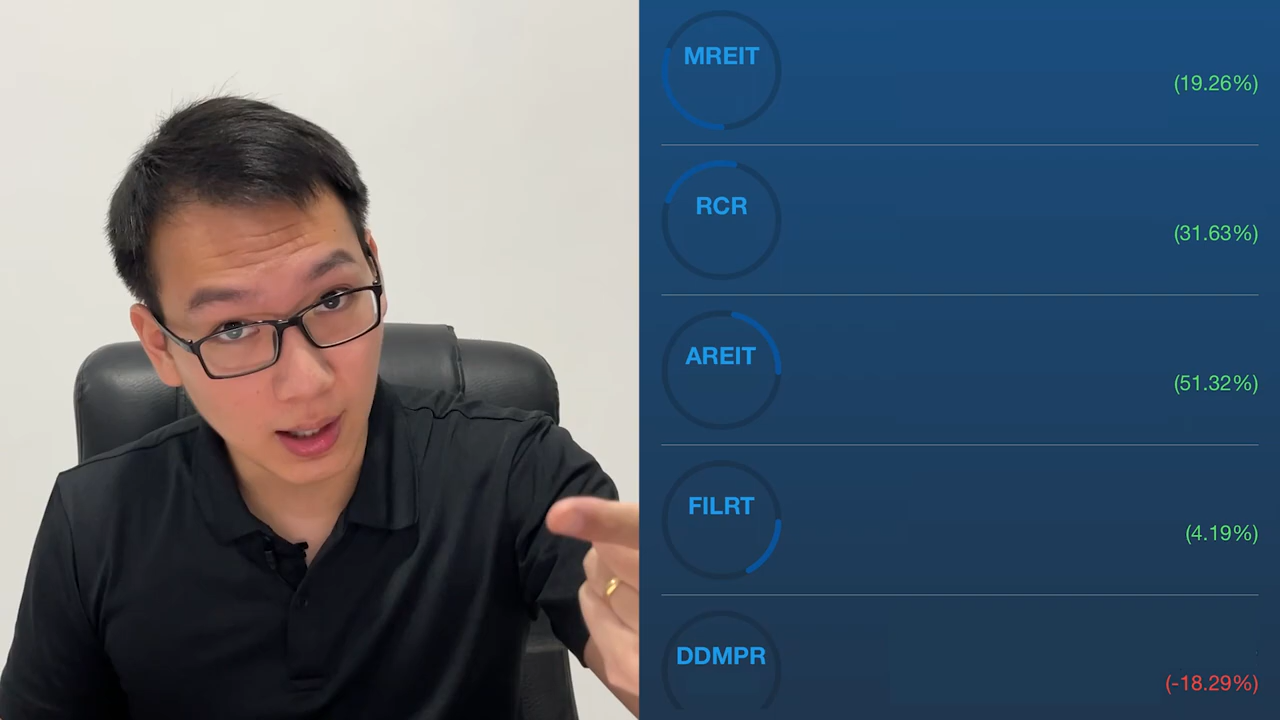 MREIT
(19.26%)
RCR
(31.63%)
AREIT
(51.32%)
FILRT
(4.19%)
DDMPR
(-18.29%)